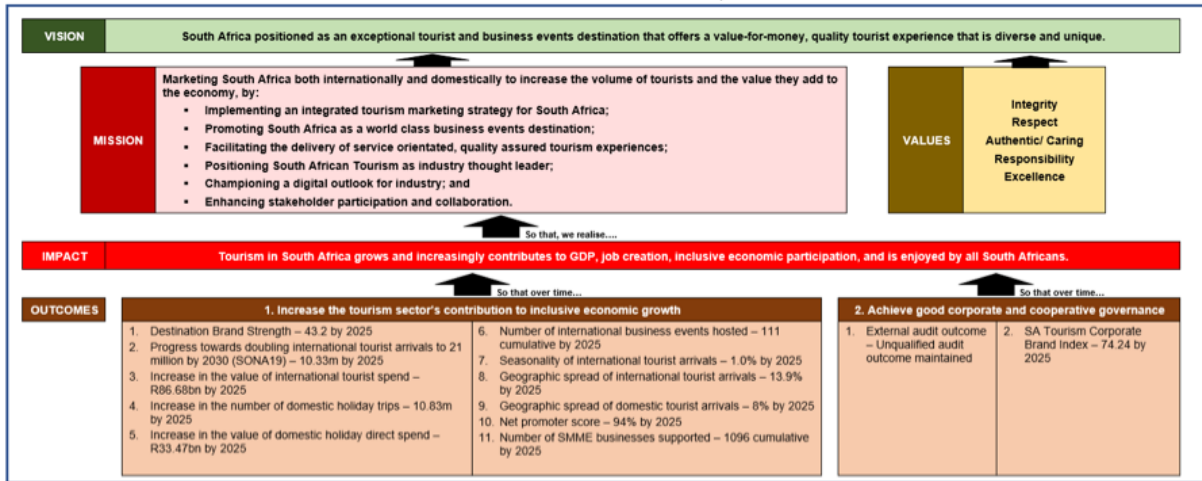 VISION
South Africa positioned as an exceptional tourist and business events destination that offers a value-for-money, quality tourist experience that is diverse and unique.
MISSION
Marketing South Africa both internationally and domestically to increase the volume of tourists and the value they add to
the economy, by:
▪ Implementing an integrated tourism marketing strategy for South Africa;
▪ Promoting South Africa as a world class business events destination;
▪ Facilitating the delivery of service orientated, quality assured tourism experiences;
▪ Positioning South African Tourism as industry thought leader;
▪ Championing a digital outlook for industry; and
▪ Enhancing stakeholder participation and collaboration.
VALUES
Integrity
Respect
Authentic/ Caring
Responsibility
Excellence
So that, we realise....
IMPACT
Tourism in South Africa grows and increasingly contributes to GDP, job creation, inclusive economic participation, and is enjoyed by all South Africans.
So that over time...
So that over time...
OUTCOMES
1. Increase the tourism sector's contribution to inclusive economic growth
1. Destination Brand Strength – 43.2 by 2025
2. Progress towards doubling international tourist arrivals to 21
million by 2030 (SONA19) – 10.33m by 2025
3. Increase in the value of international tourist spend –
R86.68bn by 2025
4. Increase in the number of domestic holiday trips – 10.83m
by 2025
5. Increase in the value of domestic holiday direct spend –
R33.47bn by 2025
6. Number of international business events hosted – 111
cumulative by 2025
7. Seasonality of international tourist arrivals – 1.0% by 2025
8. Geographic spread of international tourist arrivals – 13.9%
by 2025
9. Geographic spread of domestic tourist arrivals – 8% by 2025
10. Net promoter score – 94% by 2025
11. Number of SMME businesses supported – 1096 cumulative
by 2025
2. Achieve good corporate and cooperative governance
1. External audit outcome
– Unqualified audit
outcome maintained
2. SA Tourism Corporate
Brand Index – 74.24 by
2025